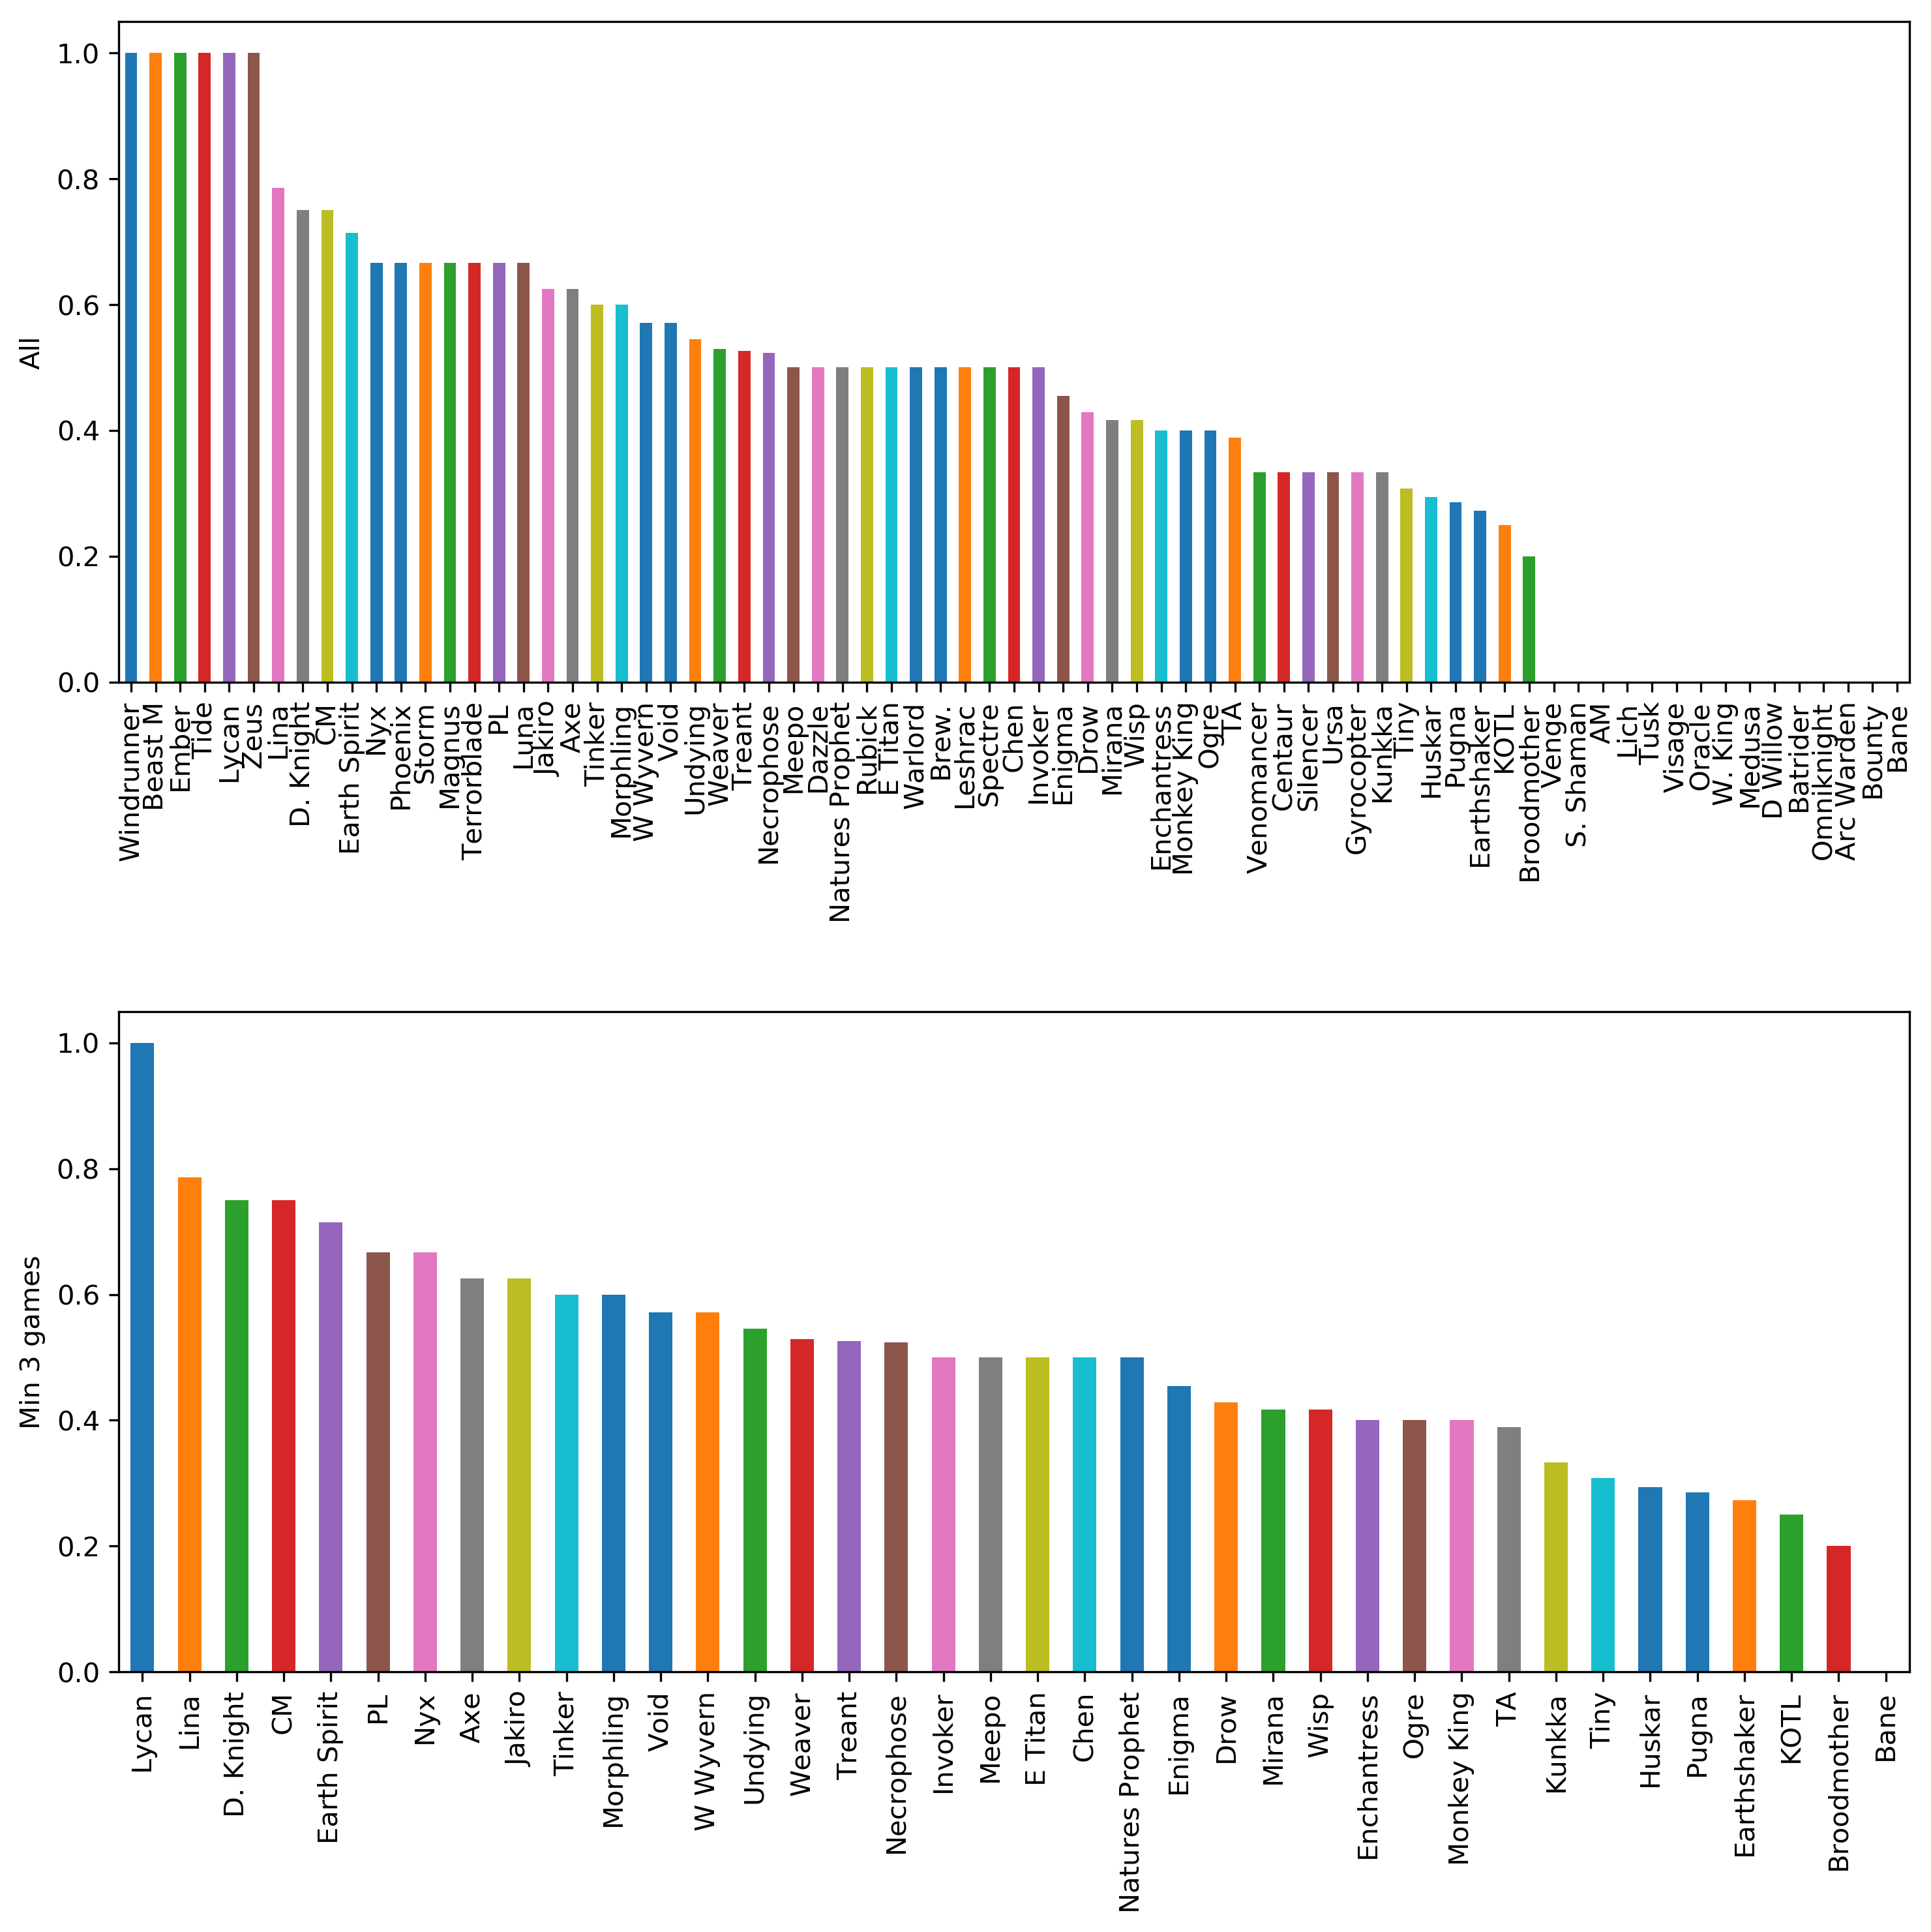 1.0
0.8
0.6
0.4
0.2
0.0
All
Windrunner
Beast M
Ember
Tide
Lycan
Zeus
Lina
D. Knight
CM
Earth Spirit
Nyx
Phoenix
Storm
Magnus
Terrorblade
PL
Luna
Jakiro
Axe
Tinker
Morphling
W Wyvern
Void
Undying
Weaver
Treant
Necrophose
Meepo
Dazzle
Natures Prophet
Rubick
E Titan
Warlord
Brew.
Leshrac
Spectre
Chen
Invoker
Enigma
Drow
Mirana
Wisp
Enchantress
Monkey King
Ogre
TA
Venomancer
Centaur
Silencer
Ursa
Gyrocopter
Kunkka
Tiny
Huskar
Pugna
Earthshaker
KOTL
Broodmother
Venge
S. Shaman
AM
Lich
Tusk
Visage
Oracle
W. King
Medusa
D Willow
Batrider
Omniknight
Arc Warden
Bounty
Bane
1.0
0.8
0.6
0.4
0.2
0.0
Min 3 games
Lycan
Lina
D. Knight
CM
Earth Spirit
PL
Nyx
Axe
Jakiro
Tinker
Morphling
Void
W Wyvern
Undying
Weaver
Treant
Necrophose
Invoker
Meepo
E Titan
Chen
Natures Prophet
Enigma
Drow
Mirana
Wisp
Enchantress
Ogre
Monkey King
TA
Kunkka
Tiny
Huskar
Pugna
Earthshaker
KOTL
Broodmother
Bane